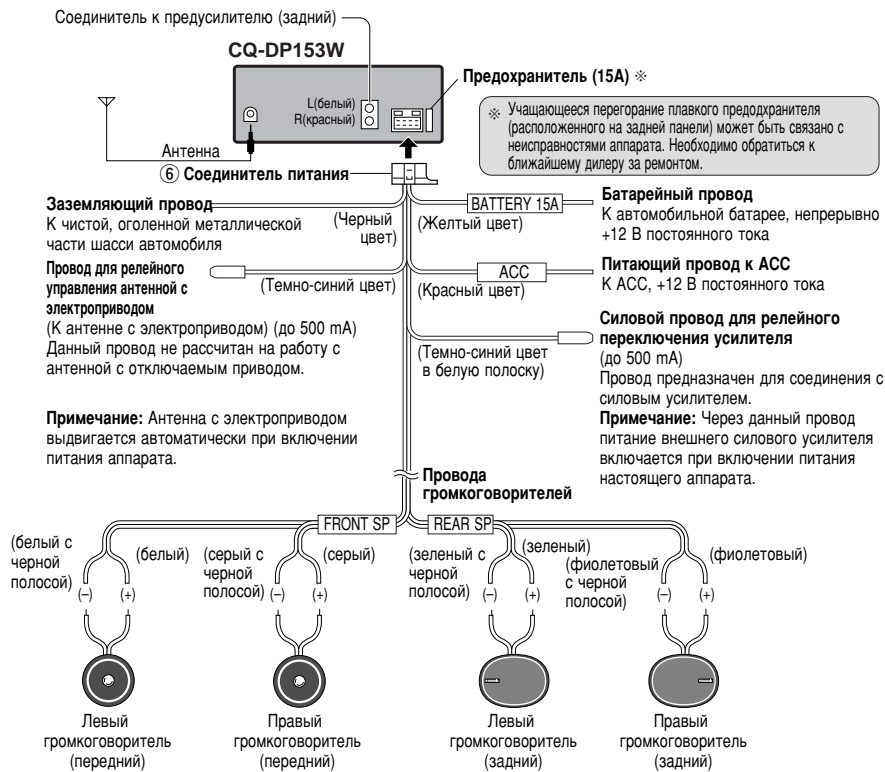 Соединитель к предусилителю (задний)
CQ-DP153W
Предохранитель (15А) ※
L(белый)
R(красный)
※ Учащающееся перегорание плавкого предодхранителя
(расположенного на задней панели) может быть связано с
неисправностями аппарата. Необходимо обратиться к
ближайшему дилеру за ремонтом.
Антенна
⑥ Соединитель питания
Заземляющий провод
К чистой, оголенной металлической
части шасси автомобиля
(Черный
цвет)
BATTERY 15A
(Желтый цвет)
Батарейный провод
К автомобильной батарее, непрерывно
+12 В постоянного тока
Провод для релейного
управления антенной с
электроприводом
(К антенне с электроприводом) (до 500 mA)
Данный провод не рассчитан на работу с
антенной с отключаемым приводом.
(Темно-синий цвет)
ACC
(Красный цвет)
Питающий провод к ACC
К ACC, +12 В постоянного тока
(Темно-синий цвет
в белую полоску)
Силовой провод для релейного
переключения усилителя
(до 500 mA)
Провод предназначен для соединения с
силовым усилителем.
Примечание: Через данный провод
питание внешнего силового усилителя
включается при включении питания
настоящего аппарата.
Примечание: Антенна с электроприводом
выдвигается автоматически при включении
питания аппарата.
Провода
громкоговорителей
FRONT SP
REAR SP
(белый с
черной
полосой)
(белый)
(серый с
черной
полосой)
(серый)
(зеленый с
черной
полосой)
(зеленый)
(фиолетовый
с черной
полосой)
(фиолетовый)
(–)
(+)
(–)
(+)
(–)
(+)
(–)
(+)
Левый
громкоговоритель
(передний)
Правый
громкоговоритель
(передний)
Левый
громкоговоритель
(задний)
Правый
громкоговоритель
(задний)